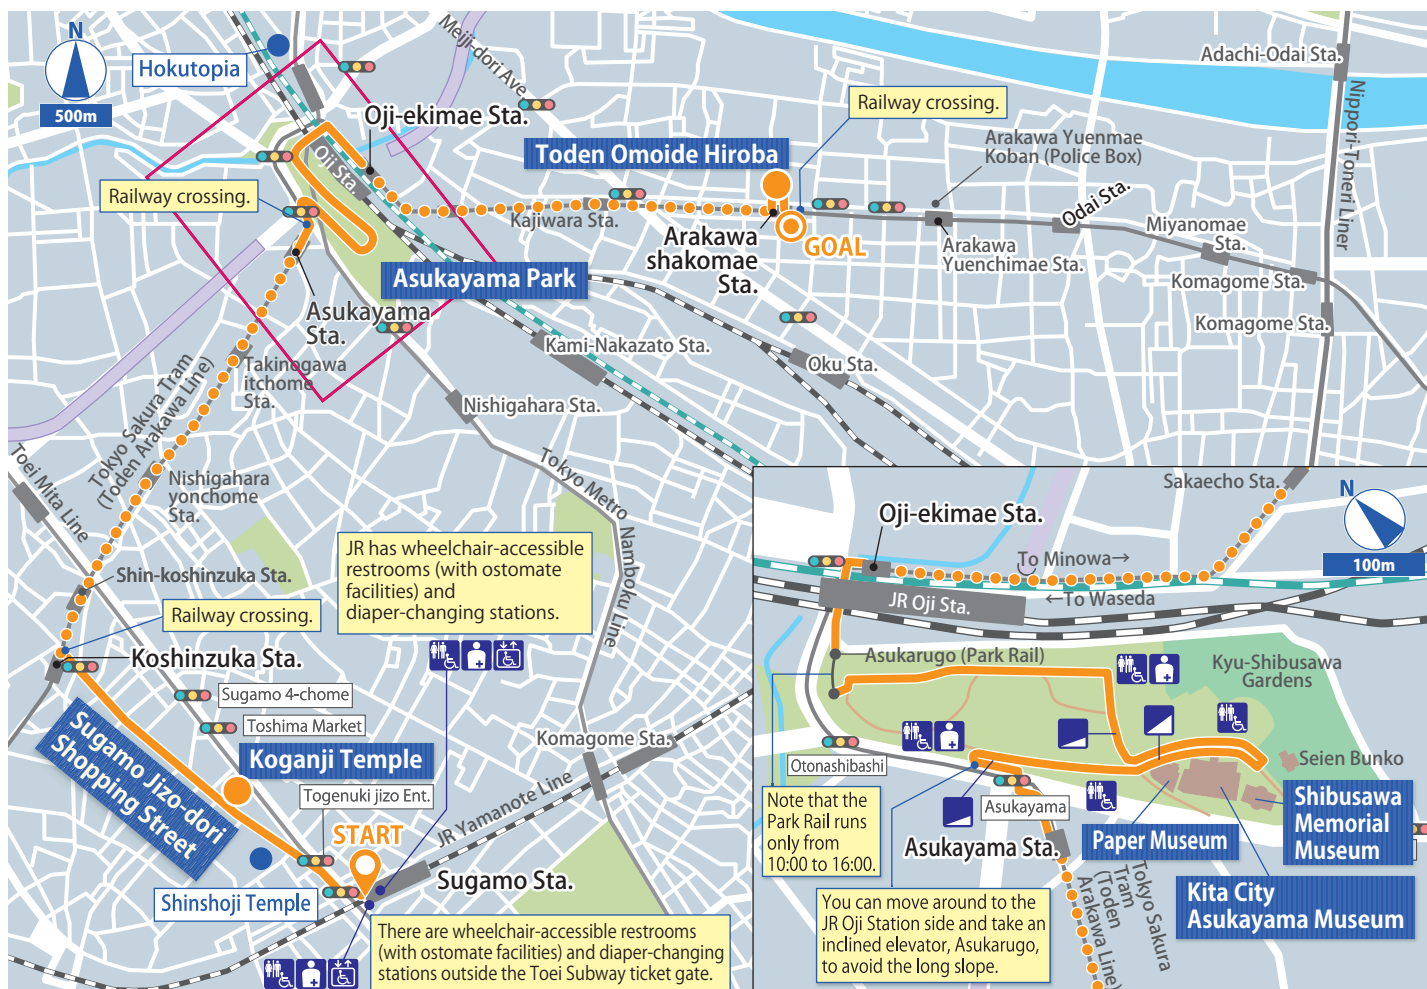 N
500m
Hokutopia
Meiji-dori Ave
Oji-ekimae Sta.
Oji Sta.
Railway crossing.
Toden Omoide Hiroba
Railway crossing.
Arakawa Yuenmae
Koban (Police Box)
Adachi-Odai Sta.
Nippori-Toneri Liner
Kajiwara Sta.
Arakawa
shakomae
Sta.
GOAL
Arakawa
Yuenchimae Sta.
Odai Sta.
Miyanomae
Sta.
Komagome Sta.
Komagome Sta.
Asukayama Park
Asukayama
Sta.
Takinogawa
itchome
Sta.
Kami-Nakazato Sta.
Oku Sta.
Nishigahara Sta.
Tokyo Sakura Tram
(Toden Arakawa Line)
Toei Mita Line
Nishigahara
yonchome
Sta.
Tokyo Metro Namboku Line
Shin-koshinzuka Sta.
Railway crossing.
Koshinzuka Sta.
JR has wheelchair-accessible
restrooms (with ostomate
facilities) and
diaper-changing stations.
Sugamo 4-chome
Toshima Market
Sugamo Jizo-dori
Shopping Street
Koganji Temple
Togenuki jizo Ent.
START
Komagome Sta.
JR Yamanote Line
Sugamo Sta.
Shinshoji Temple
There are wheelchair-accessible restrooms
(with ostomate facilities) and diaper-changing
stations outside the Toei Subway ticket gate.
Sakaecho Sta.
N
100m
Oji-ekimae Sta.
To Minowa→
←To Waseda
JR Oji Sta.
Asukarugo (Park Rail)
Kyu-Shibusawa
Gardens
Otonashibashi
Seien Bunko
Note that the
Park Rail runs
only from
10:00 to 16:00.
Asukayama
Asukayama Sta.
Paper Museum
Shibusawa
Memorial
Museum
Kita City
Asukayama Museum
You can move around to the
JR Oji Station side and take an
inclined elevator, Asukarugo,
to avoid the long slope.
Tokyo Sakura
Tram
(Toden
Arakawa Line)